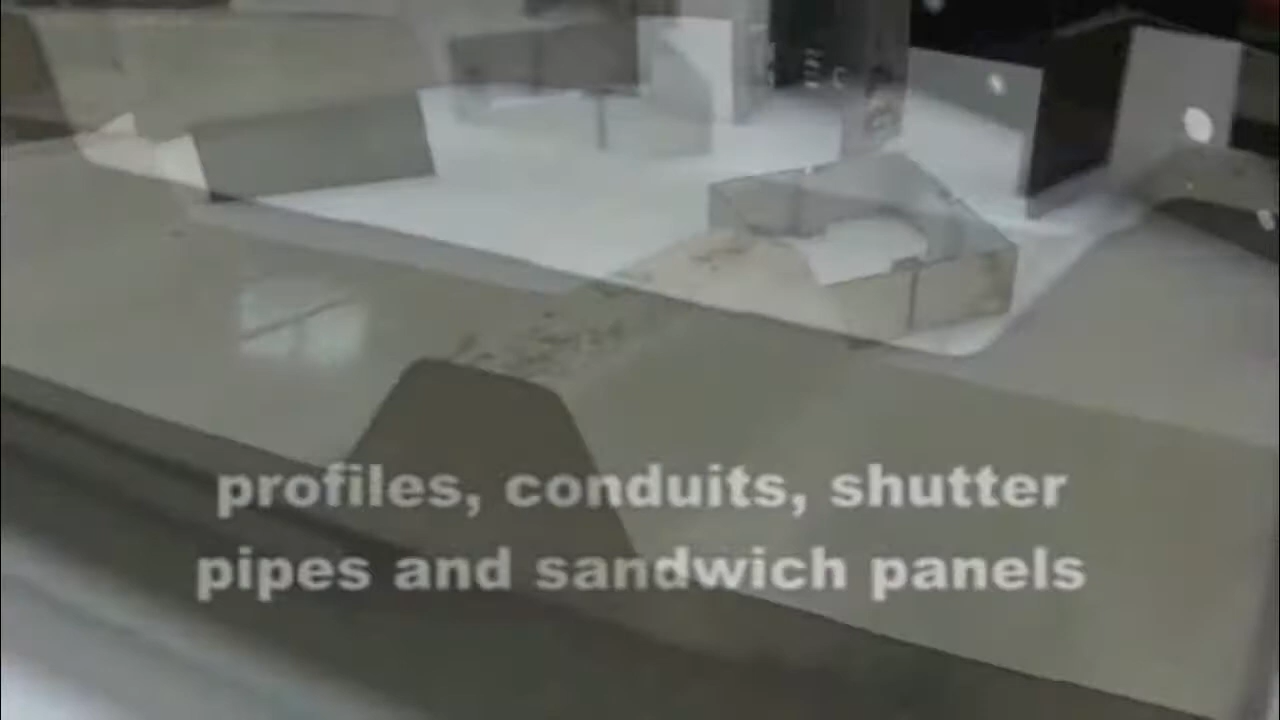 profiles, conduits, shutter
pipes and sandwich panels